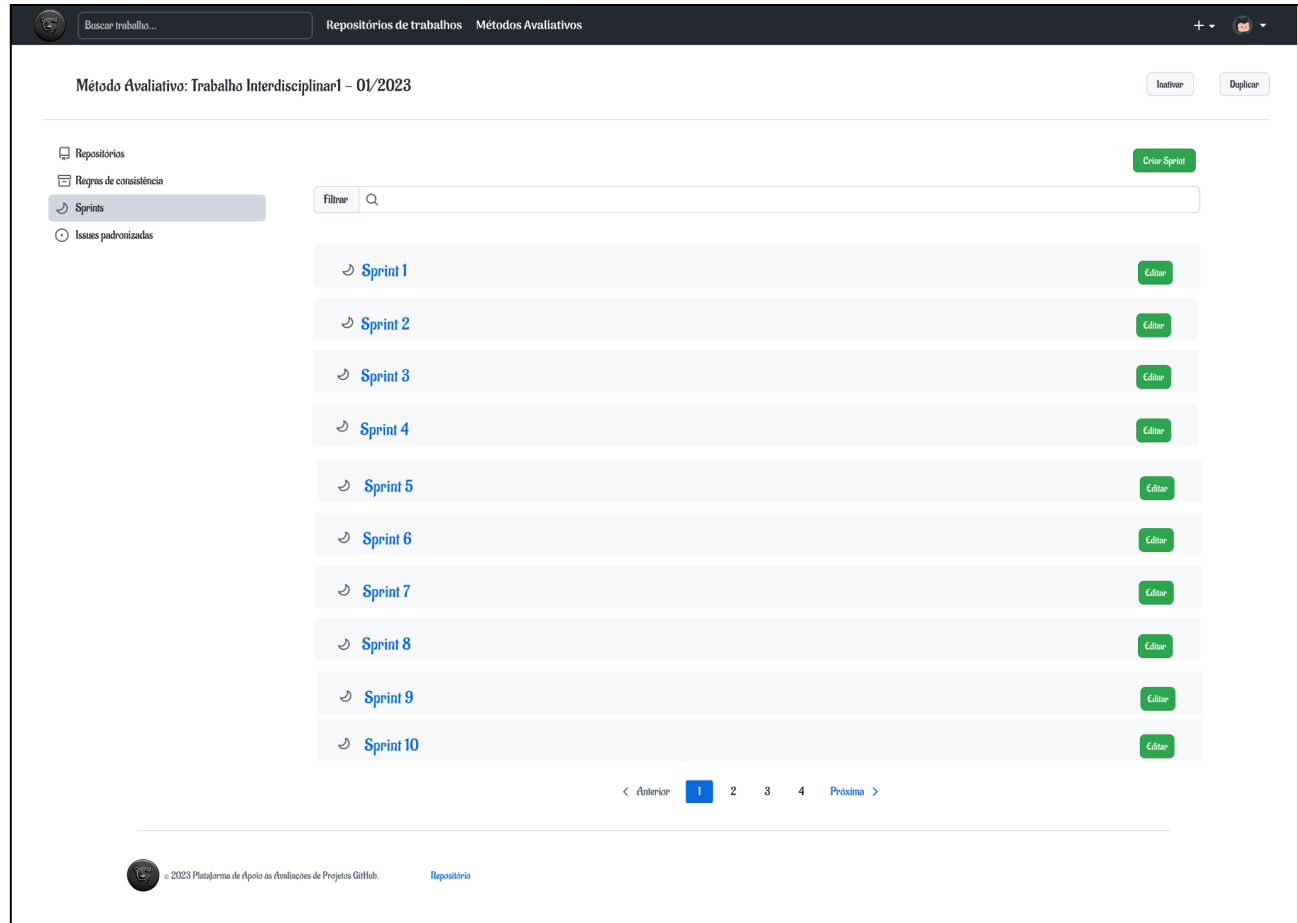 Buscar trabalho...
Repositórios de trabalhos Métodos Avaliativos
Método Avaliativo: Trabalho Interdisciplinar1 – 01/2023
Inativar
Duplicar
Repositórios
Regras de consistência
Sprints
Issues padronizadas
Criar Sprint
Filtrar
Sprint 1
Editar
Sprint 2
Editar
Sprint 3
Editar
Sprint 4
Editar
Sprint 5
Editar
Sprint 6
Editar
Sprint 7
Editar
Sprint 8
Editar
Sprint 9
Editar
Sprint 10
Editar
< Anterior 1 2 3 4 Próxima >
© 2023 Plataforma de Apoio às Avaliações de Projetos GitHub.
Repositório